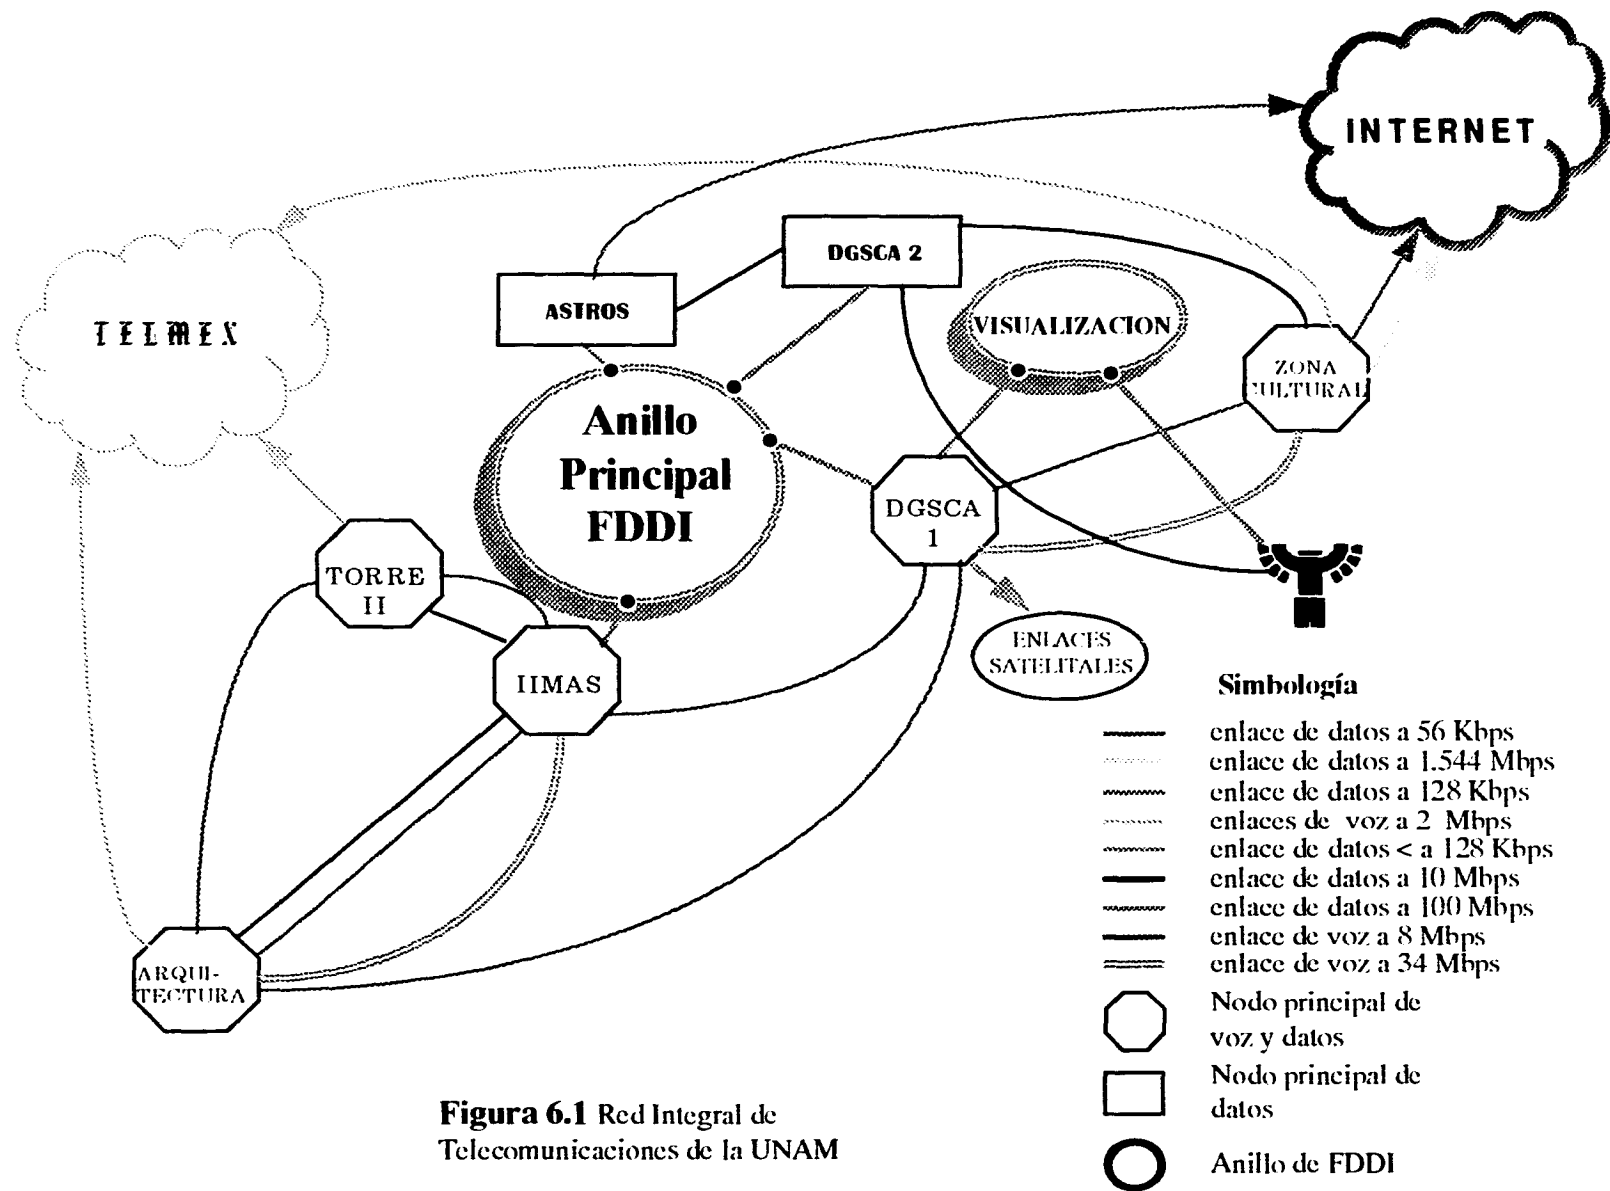 INTERNET
DGSCA 2
ASTROS
TELMEX
VISUALIZACION
ZONA
CULTURAL
Anillo
Principal
FDDI
DGSCA
1
TORRE
II
IIMAS
ENLACES
SATELITALES
ARQUI-
TECTURA
Simbología
enlace de datos a 56 Kbps
enlace de datos a 1.544 Mbps
enlace de datos a 128 Kbps
enlaces de voz a 2 Mbps
enlace de datos < a 128 Kbps
enlace de datos a 10 Mbps
enlace de datos a 100 Mbps
enlace de voz a 8 Mbps
enlace de voz a 34 Mbps
Nodo principal de
voz y datos
Nodo principal de
datos
Anillo de FDDI
Figura 6.1 Red Integral de
Telecomunicaciones de la UNAM